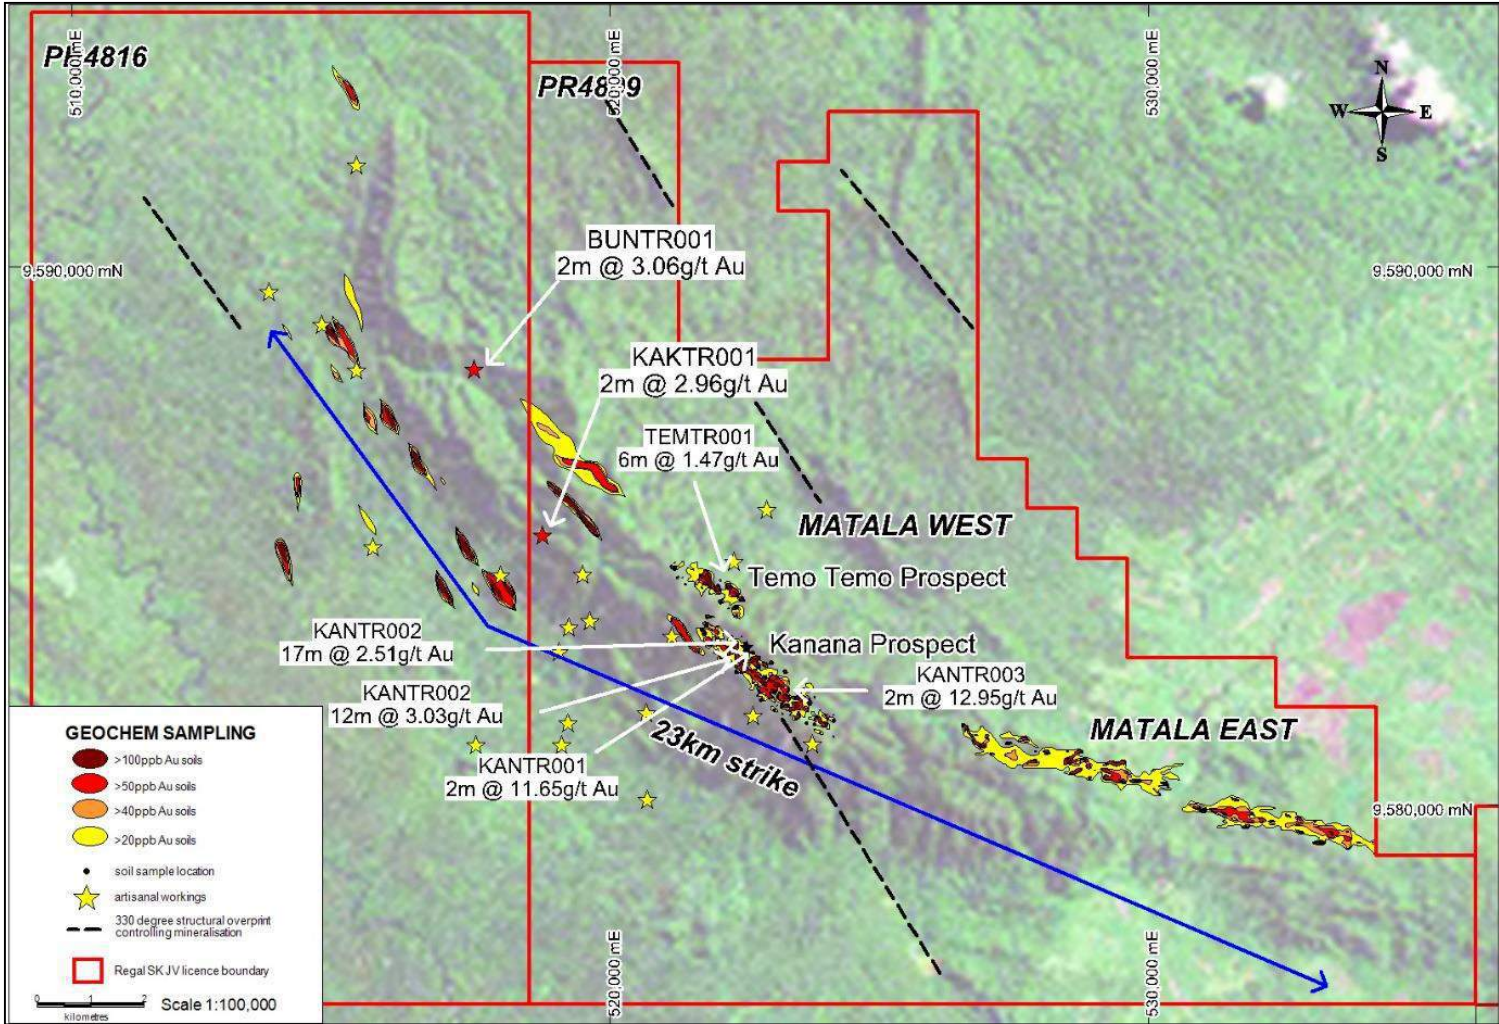 PR4816
510,000 mE
PR4809
520,000 mE
530,000 mE
N
W
E
S
9,590,000 mN
9,590,000 mN
BUNTR001
2m @ 3.06g/t Au
KAKTR001
2m @ 2.96g/t Au
TEMTR001
6m @ 1.47g/t Au
MATALA WEST
Temo Temo Prospect
KANTR002
17m @ 2.51g/t Au
Kanana Prospect
KANTR002
12m @ 3.03g/t Au
KANTR003
2m @ 12.95g/t Au
KANTR001
2m @ 11.65g/t Au
23km strike
MATALA EAST
9,580,000 mN
520,000 mE
530,000 mE
GEOCHEM SAMPLING
>100ppb Au soils
>50ppb Au soils
>40ppb Au soils
>20ppb Au soils
soil sample location
artisanal workings
330 degree structural overprint
controlling mineralisation
Regal SK JV licence boundary
0 1 2
kilometres
Scale 1:100,000